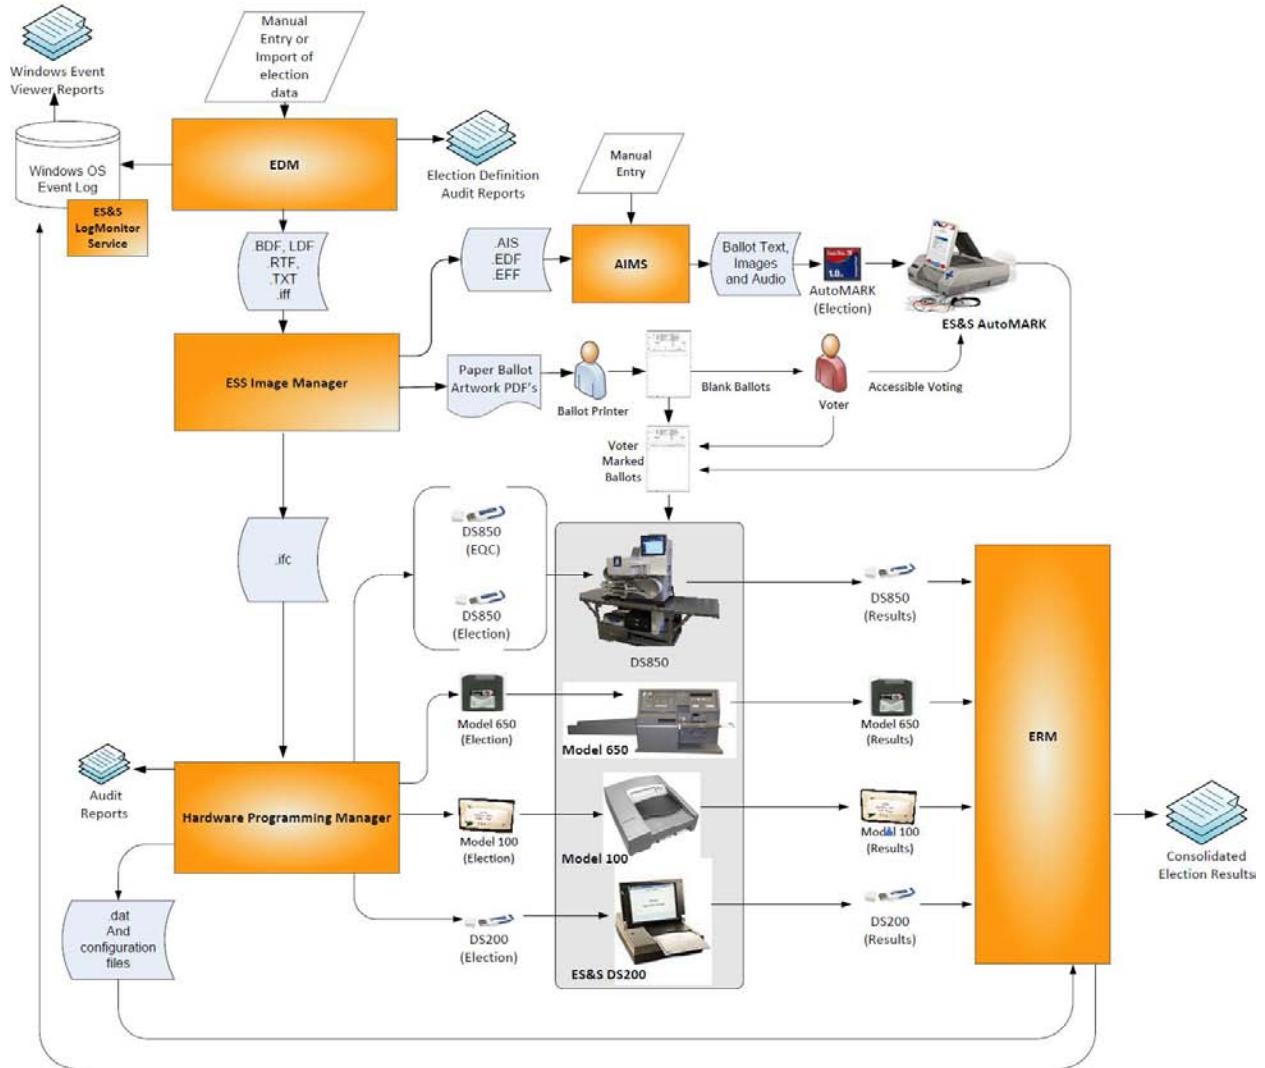 Manual
Entry or
Import of
election
data
Windows Event
Viewer Reports
Windows OS
Event Log
ES&S
LogMonitor
Service
EDM
Election Definition
Audit Reports
Manual
Entry
.BDF, LDF
RTF,
.TXT
.iff
.AIS
.EDF
.EFF
AIMS
Ballot Text,
Images
and Audio
1.0
AutoMARK
(Election)
ES&S AutoMARK
ESS Image Manager
Paper Ballot
Artwork PDF's
Ballot Printer
Blank Ballots
Voter
Accessible Voting
Voter
Marked
Ballots
.ifc
DS850
(EQC)
DS850
(Election)
DS850
DS850
(Results)
Model 650
(Election)
Model 650
Model 650
(Results)
ERM
Audit
Reports
Hardware Programming Manager
Model 100
(Election)
Model 100
Model 100
(Results)
Consolidated
Election Results
.dat
And
configuration
files
DS200
(Election)
ES&S DS200
DS200
(Results)